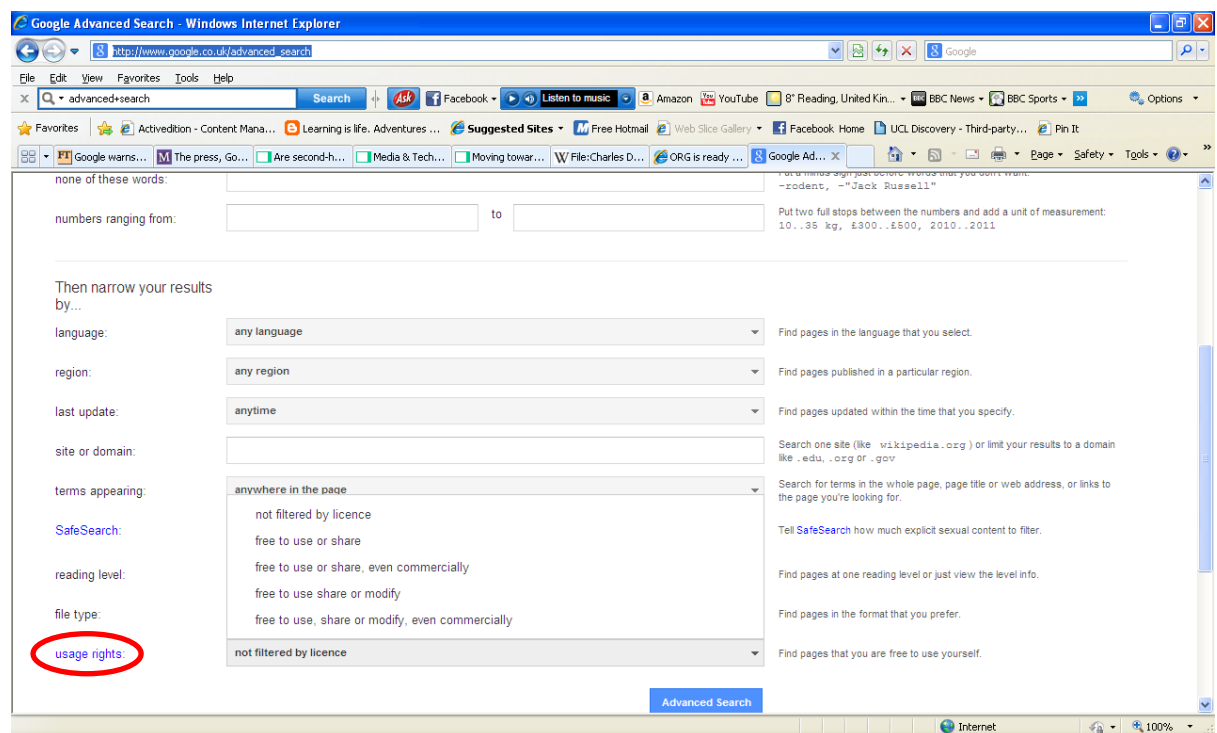 Google Advanced Search - Windows Internet Explorer
http://www.google.co.uk/advanced_search
Google
File Edit View Favorites Tools Help
x advanced+search Search Ask Facebook Listen to music Amazon YouTube 8° Reading, United Kin... BBC News BBC Sports Options
Favorites Activedition - Content Mana... Learning is life. Adventures ... Suggested Sites Free Hotmail Web Slice Gallery Facebook Home UCL Discovery - Third-party... Pin It
Google warns... The press, Go... Are second-h... Media & Tech... Moving towar... File:Charles D... ORG is ready ... Google Ad... X Page Safety Tools »
none of these words: Put a minus sign just before words that you don't want:
-rodent, -"Jack Russell"
numbers ranging from: to Put two full stops between the numbers and add a unit of measurement:
10..35 kg, £300..£500, 2010..2011
Then narrow your results
by...
language: any language Find pages in the language that you select.
region: any region Find pages published in a particular region.
last update: anytime Find pages updated within the time that you specify.
site or domain: Search one site (like wikipedia.org ) or limit your results to a domain
like .edu, .org or .gov
terms appearing: anywhere in the page Search for terms in the whole page, page title or web address, or links to
the page you're looking for.
not filtered by licence
SafeSearch: Tell SafeSearch how much explicit sexual content to filter.
free to use or share
free to use or share, even commercially
reading level: Find pages at one reading level or just view the level info.
free to use share or modify
file type: free to use, share or modify, even commercially Find pages in the format that you prefer.
usage rights: not filtered by licence Find pages that you are free to use yourself.
Advanced Search
Internet 100%